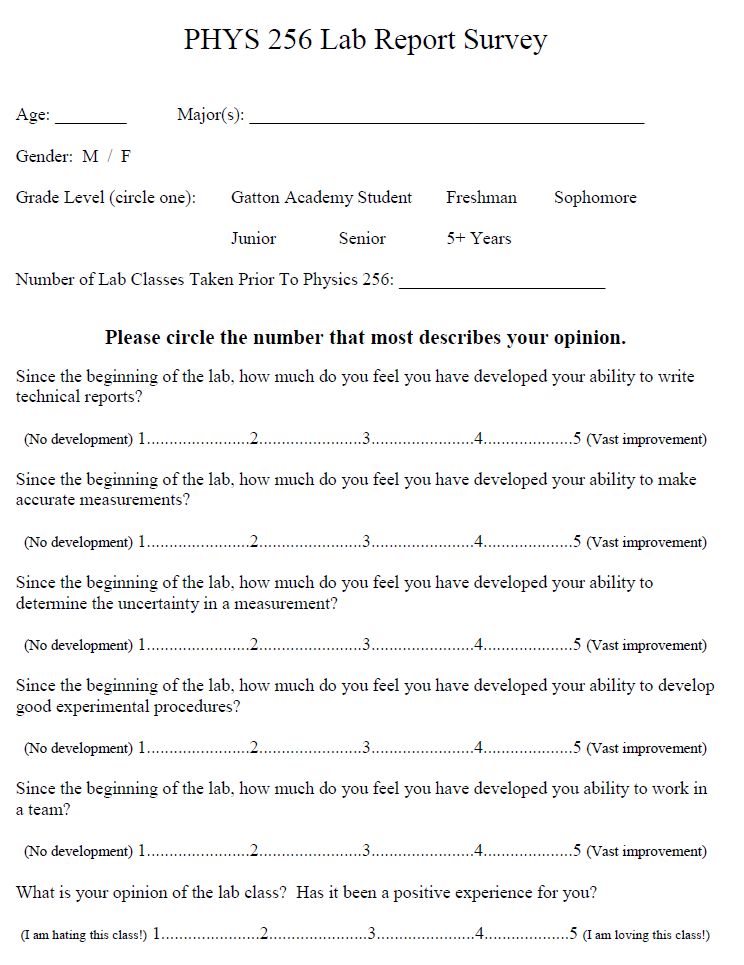 PHYS 256 Lab Report Survey
Age: ________ Major(s): ____________________________________________
Gender: M / F
Grade Level (circle one): Gatton Academy Student Freshman Sophomore
Junior Senior 5+ Years
Number of Lab Classes Taken Prior To Physics 256: _______________________
Please circle the number that most describes your opinion.
Since the beginning of the lab, how much do you feel you have developed your ability to write
technical reports?
(No development) 1.......................2.......................3.......................4....................5 (Vast improvement)
Since the beginning of the lab, how much do you feel you have developed your ability to make
accurate measurements?
(No development) 1.......................2.......................3.......................4....................5 (Vast improvement)
Since the beginning of the lab, how much do you feel you have developed your ability to
determine the uncertainty in a measurement?
(No development) 1.......................2.......................3.......................4....................5 (Vast improvement)
Since the beginning of the lab, how much do you feel you have developed your ability to develop
good experimental procedures?
(No development) 1.......................2.......................3.......................4....................5 (Vast improvement)
Since the beginning of the lab, how much do you feel you have developed you ability to work in
a team?
(No development) 1.......................2.......................3.......................4....................5 (Vast improvement)
What is your opinion of the lab class? Has it been a positive experience for you?
(I am hating this class!) 1......................2......................3......................4...................5 (I am loving this class!)